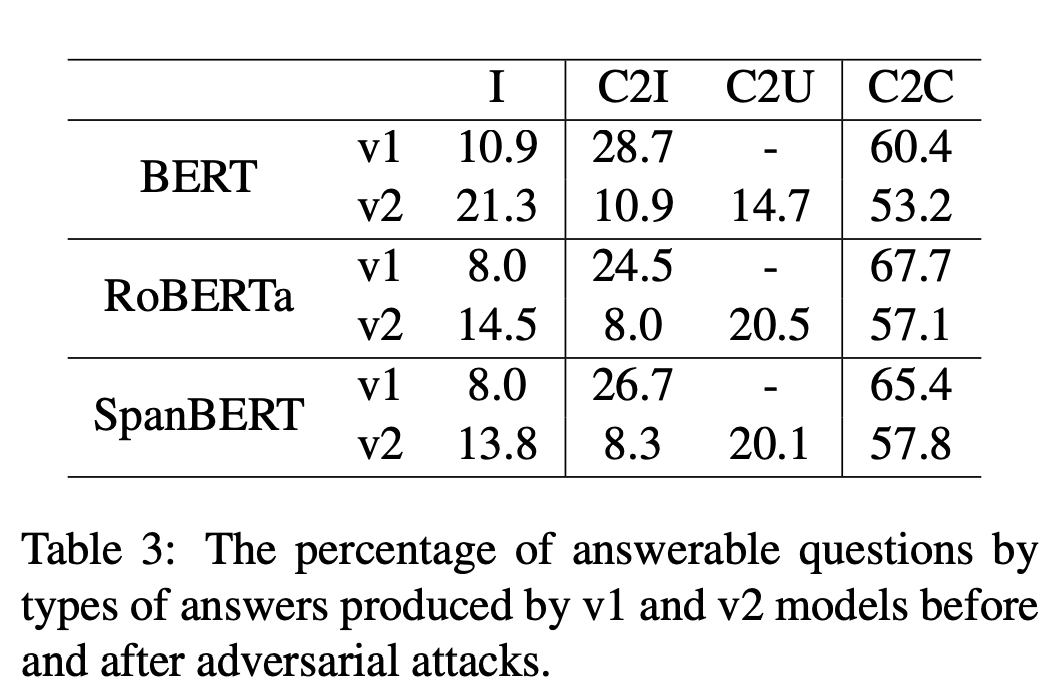 I C2I C2U C2C
BERT v1 10.9 28.7 - 60.4
v2 21.3 10.9 14.7 53.2
RoBERTa v1 8.0 24.5 - 67.7
v2 14.5 8.0 20.5 57.1
SpanBERT v1 8.0 26.7 - 65.4
v2 13.8 8.3 20.1 57.8
Table 3: The percentage of answerable questions by
types of answers produced by v1 and v2 models before
and after adversarial attacks.